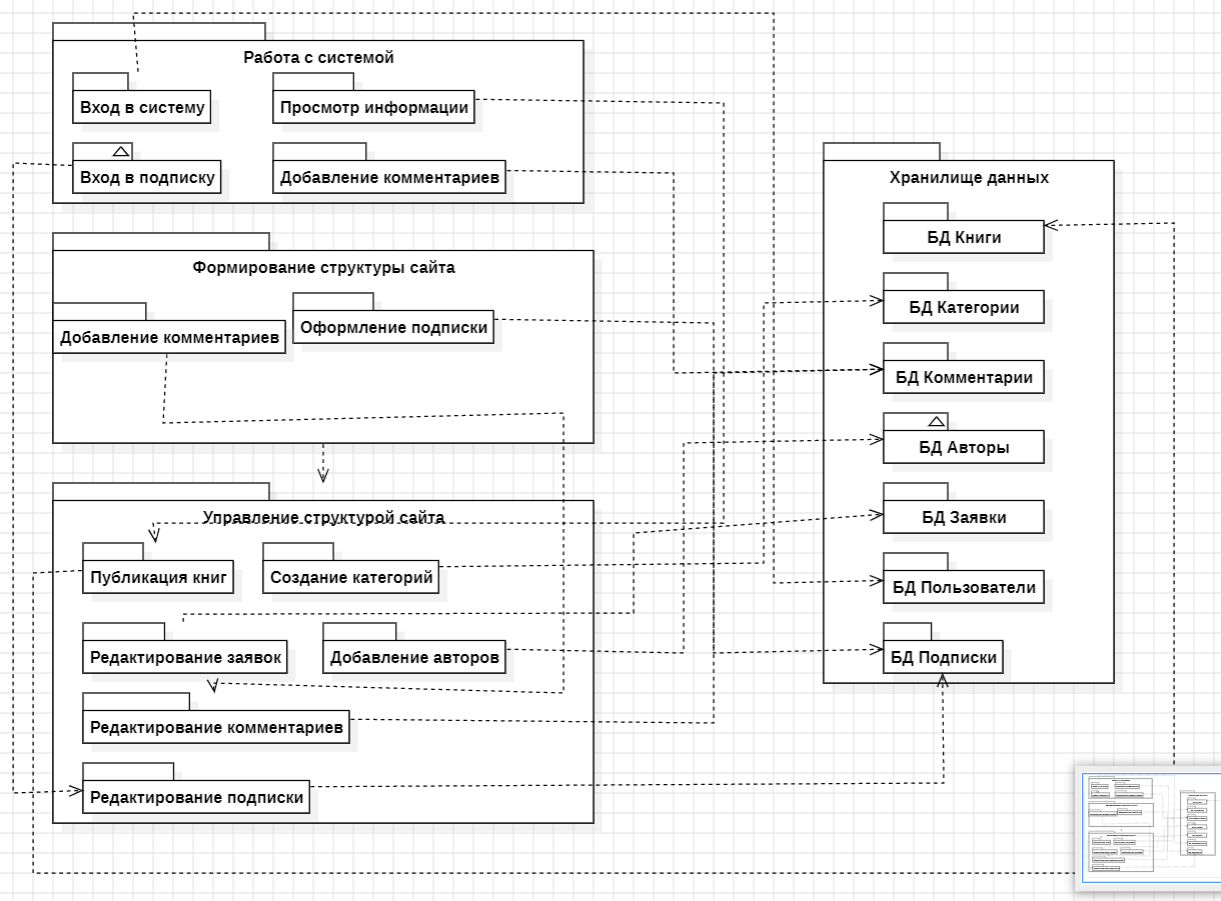 Работа с системой
Вход в систему
Просмотр информации
Вход в подписку
Добавление комментариев
Формирование структуры сайта
Добавление комментариев
Оформление подписки
Управление структурой сайта
Публикация книг
Создание категорий
Редактирование заявок
Добавление авторов
Редактирование комментариев
Редактирование подписки
Хранилище данных
БД Книги
БД Категории
БД Комментарии
БД Авторы
БД Заявки
БД Пользователи
БД Подписки